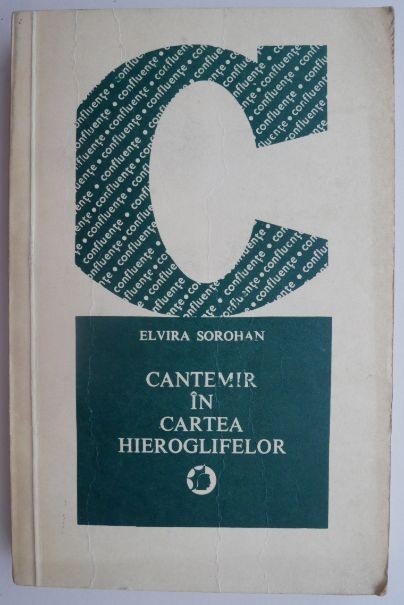 C
confluențe • confluențe • confluențe
ELVIRA SOROHAN
CANTEMIR
ÎN
CARTEA
HIEROGLIFELOR